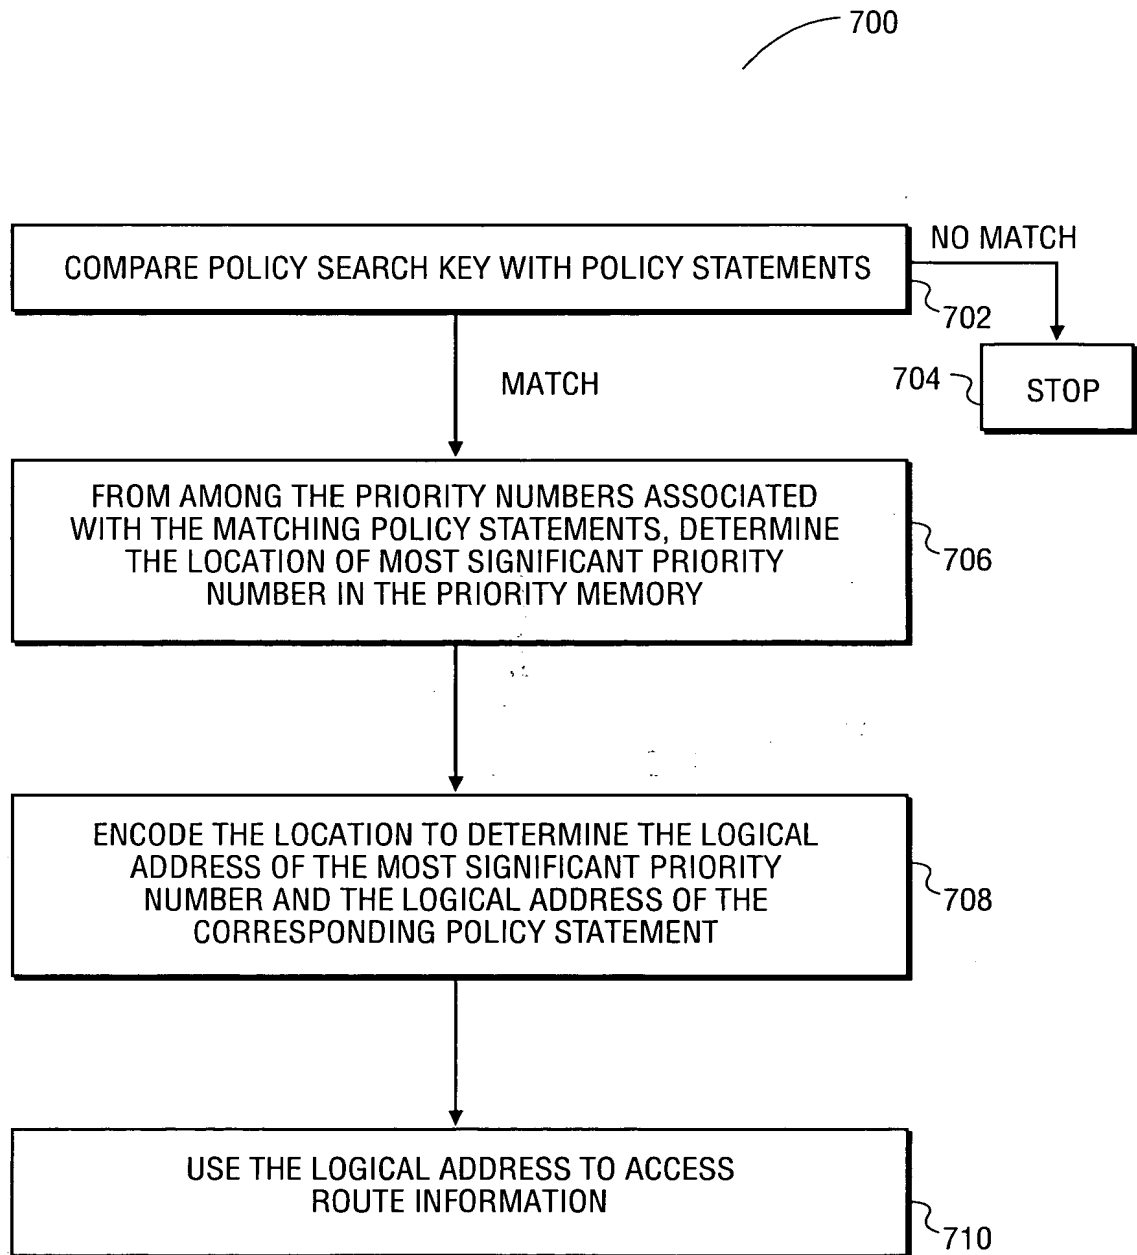 700
COMPARE POLICY SEARCH KEY WITH POLICY STATEMENTS
NO MATCH
702
704
STOP
MATCH
FROM AMONG THE PRIORITY NUMBERS ASSOCIATED
WITH THE MATCHING POLICY STATEMENTS, DETERMINE
THE LOCATION OF MOST SIGNIFICANT PRIORITY
NUMBER IN THE PRIORITY MEMORY
706
ENCODE THE LOCATION TO DETERMINE THE LOGICAL
ADDRESS OF THE MOST SIGNIFICANT PRIORITY
NUMBER AND THE LOGICAL ADDRESS OF THE
CORRESPONDING POLICY STATEMENT
708
USE THE LOGICAL ADDRESS TO ACCESS
ROUTE INFORMATION
710